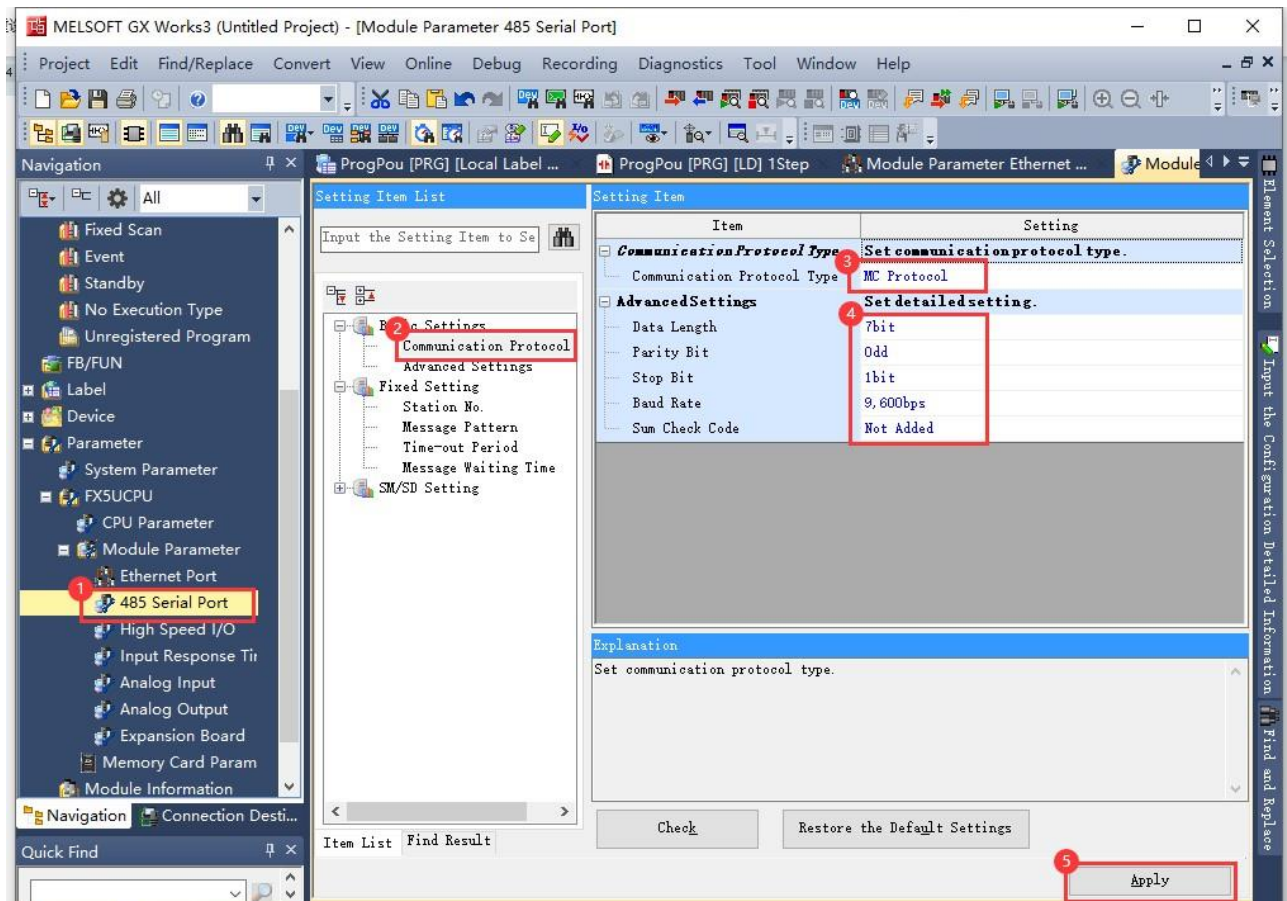 MELSOFT GX Works3 (Untitled Project) - [Module Parameter 485 Serial Port]
Project Edit Find/Replace Convert View Online Debug Recording Diagnostics Tool Window Help
Navigation
All
Fixed Scan
Event
Standby
No Execution Type
Unregistered Program
FB/FUN
Label
Device
Parameter
System Parameter
FX5UCPU
CPU Parameter
Module Parameter
Ethernet Port
1
485 Serial Port
High Speed I/O
Input Response Tir
Analog Input
Analog Output
Expansion Board
Memory Card Param
Module Information
Navigation Connection Desti...
Quick Find
ProgPou [PRG] [Local Label ... ProgPou [PRG] [LD] 1Step Module Parameter Ethernet ... Module
Setting Item List
Input the Setting Item to Se
2
Settings
Communication Protocol
Advanced Settings
Fixed Setting
Station No.
Message Pattern
Time-out Period
Message Waiting Time
SM/SD Setting
Item List Find Result
Setting Item
Item Setting
Communication Protocol Type Set communication protocol type.
3
Communication Protocol Type MC Protocol
Advanced Settings Set detailed setting.
4
Data Length 7bit
Parity Bit Odd
Stop Bit 1bit
Baud Rate 9,600bps
Sum Check Code Not Added
Explanation
Set communication protocol type.
Check Restore the Default Settings
5
Apply
Element Selection
Input the Configuration Detailed Information
Find and Replace